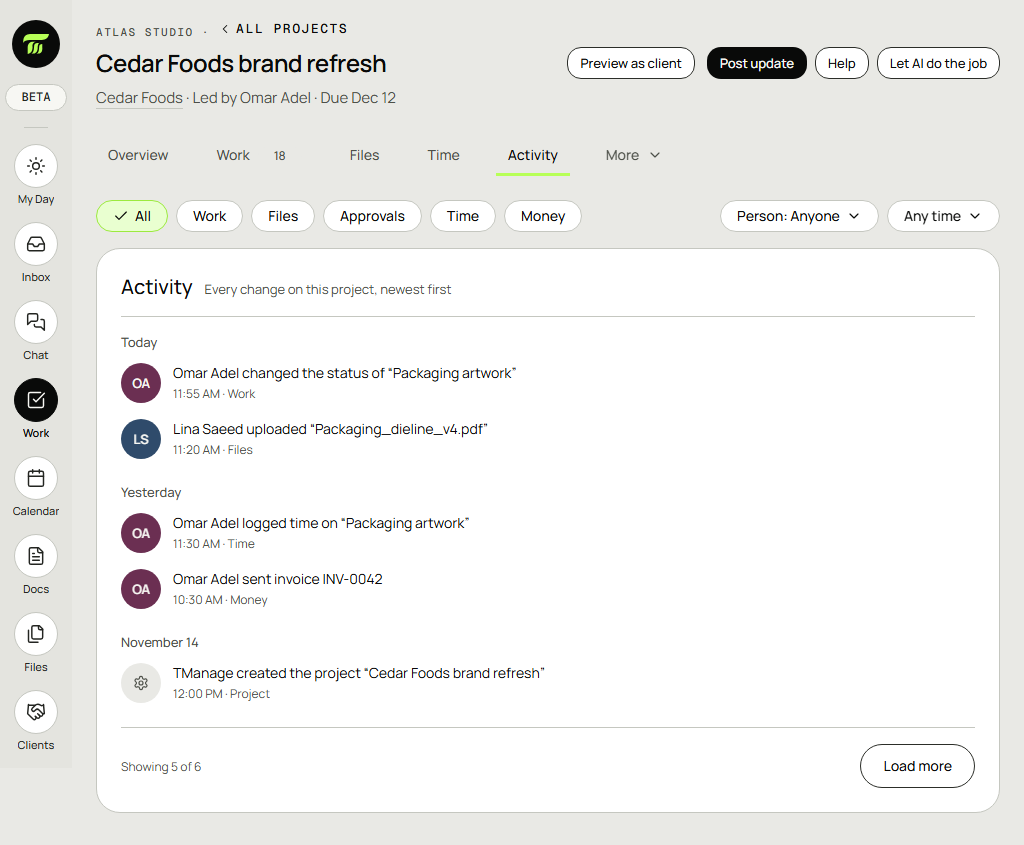 ATLAS STUDIO · ALL PROJECTS
Cedar Foods brand refresh
Cedar Foods · Led by Omar Adel · Due Dec 12
Preview as client
Post update
Help
Let AI do the job
BETA
My Day
Inbox
Chat
Work
Calendar
Docs
Files
Clients
Overview
Work 18
Files
Time
Activity
More
All
Work
Files
Approvals
Time
Money
Person: Anyone
Any time
Activity Every change on this project, newest first
Today
OA
Omar Adel changed the status of “Packaging artwork”
11:55 AM · Work
LS
Lina Saeed uploaded “Packaging_dieline_v4.pdf”
11:20 AM · Files
Yesterday
OA
Omar Adel logged time on “Packaging artwork”
11:30 AM · Time
OA
Omar Adel sent invoice INV-0042
10:30 AM · Money
November 14
TManage created the project “Cedar Foods brand refresh”
12:00 PM · Project
Showing 5 of 6
Load more